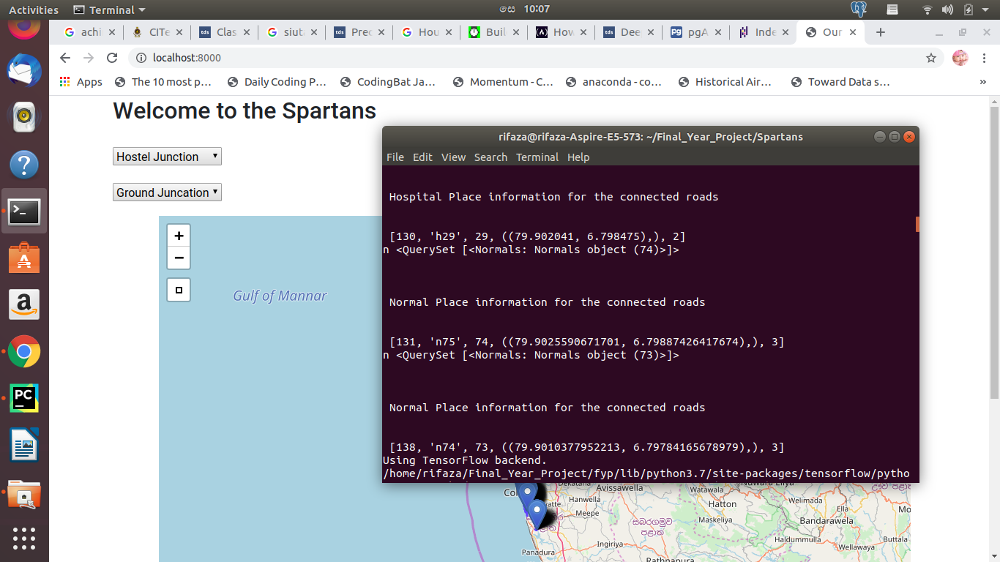 Activities
Terminal
සෙ 10:07
achi
CITe
Clas
siut
Prec
Hou
Buil
How
Dee
pgA
Inde
Our
localhost:8000
Apps
The 10 most p…
Daily Coding P…
CodingBat Ja…
Momentum - C…
anaconda - co…
Historical Air…
Toward Data s…
»
Welcome to the Spartans
Hostel Junction
Ground Juncation
+
−
Gulf of Mannar
rifaza@rifaza-Aspire-E5-573: ~/Final_Year_Project/Spartans
File Edit View Search Terminal Help
Hospital Place information for the connected roads
[130, 'h29', 29, ((79.902041, 6.798475),), 2]
n <QuerySet [<Normals: Normals object (74)>]>
Normal Place information for the connected roads
[131, 'n75', 74, ((79.9025590671701, 6.79887426417674),), 3]
n <QuerySet [<Normals: Normals object (73)>]>
Normal Place information for the connected roads
[138, 'n74', 73, ((79.9010377952213, 6.79784165678979),), 3]
Using TensorFlow backend.
/home/rifaza/Final_Year_Project/fyp/lib/python3.7/site-packages/tensorflow/pytho
Avissawella
Watawala
Hanwella
Meepe
Hatton
Maskeliya
Welimada
Ella
Bandarawela
සබරගමුව
පළාත
Ingiriya
Panadura
Haldummulla
Buttala
Wellawaya
Rathnapura